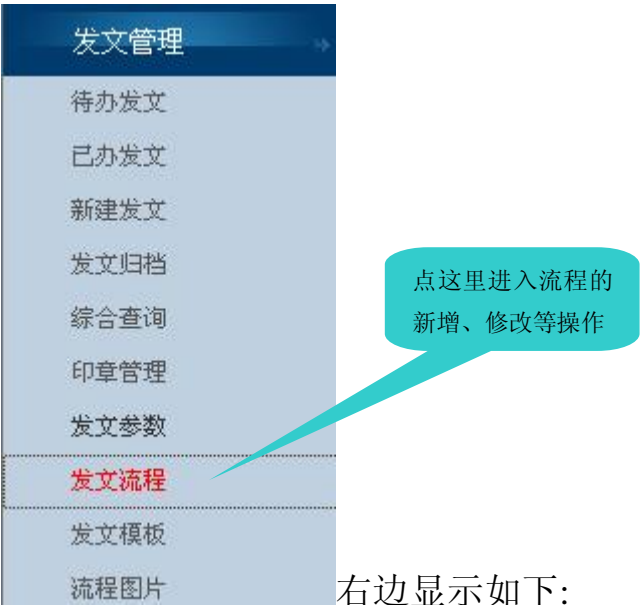 发文管理
待办发文
已办发文
新建发文
发文归档
综合查询
印章管理
发文参数
发文流程
发文模板
流程图片
点这里进入流程的
新增、修改等操作
右边显示如下: